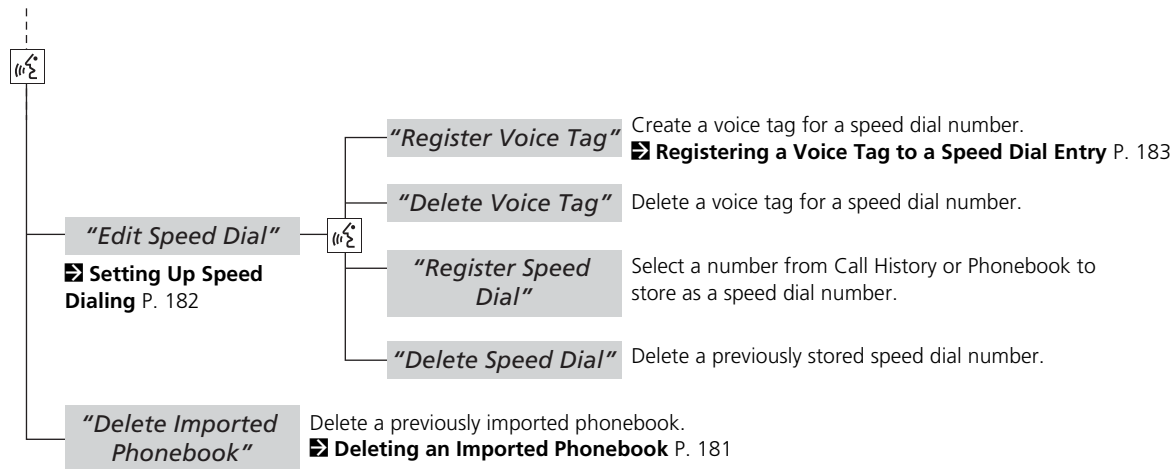 "Register Voice Tag"
Create a voice tag for a speed dial number.
Registering a Voice Tag to a Speed Dial Entry P. 183
"Delete Voice Tag"
Delete a voice tag for a speed dial number.
"Edit Speed Dial"
Setting Up Speed
Dialing P. 182
"Register Speed
Dial"
Select a number from Call History or Phonebook to
store as a speed dial number.
"Delete Speed Dial"
Delete a previously stored speed dial number.
"Delete Imported
Phonebook"
Delete a previously imported phonebook.
Deleting an Imported Phonebook P. 181